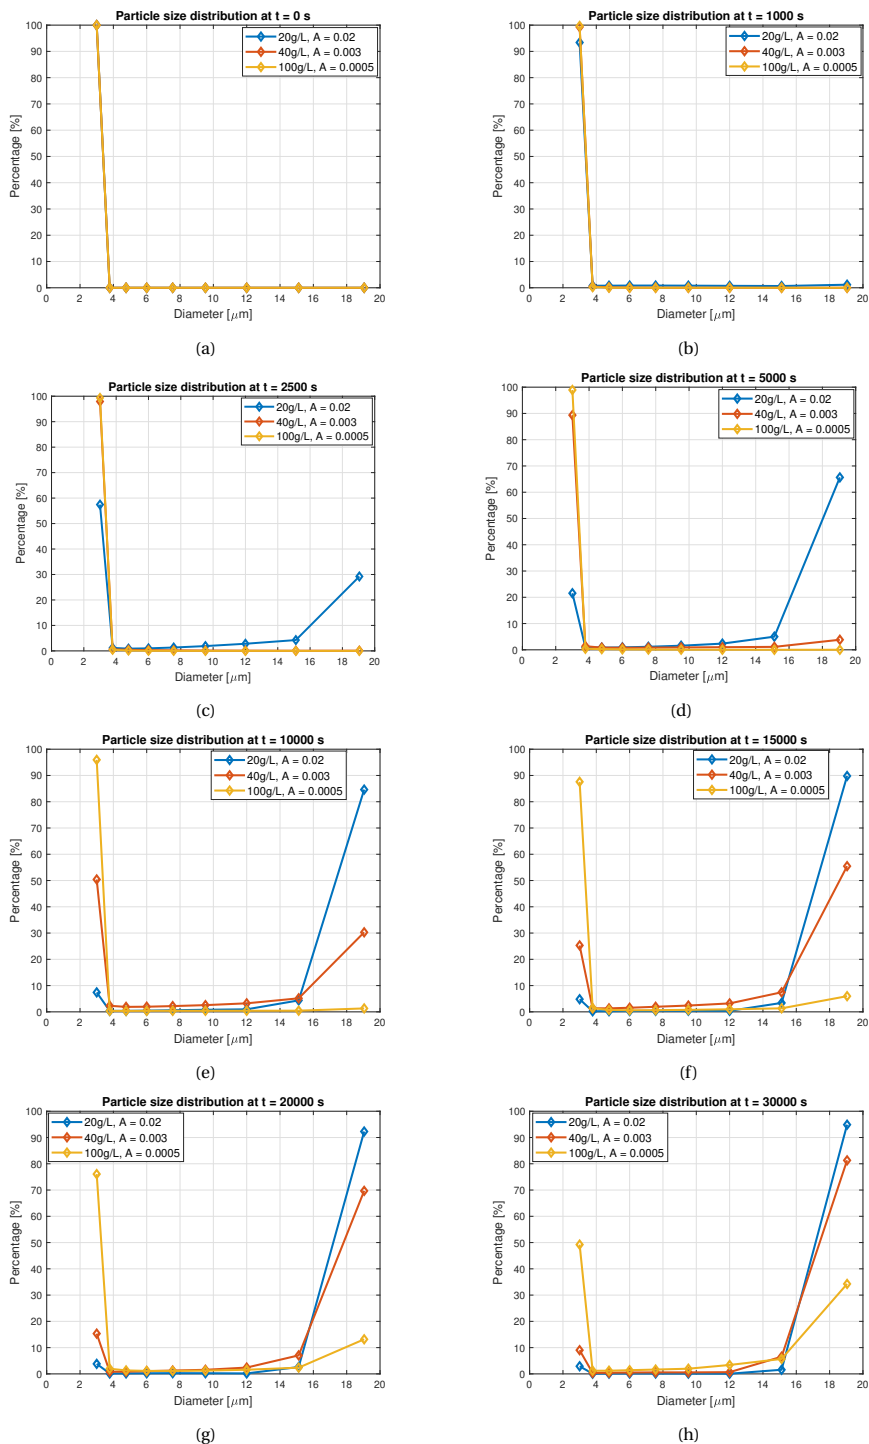 Particle size distribution at t = 0 s
20g/L, A = 0.02
40g/L, A = 0.003
100g/L, A = 0.0005
Percentage [%]
100
90
80
70
60
50
40
30
20
10
0
0 2 4 6 8 10 12 14 16 18 20
Diameter [μm]
(a)
Particle size distribution at t = 1000 s
20g/L, A = 0.02
40g/L, A = 0.003
100g/L, A = 0.0005
Percentage [%]
100
90
80
70
60
50
40
30
20
10
0
0 2 4 6 8 10 12 14 16 18 20
Diameter [μm]
(b)
Particle size distribution at t = 2500 s
20g/L, A = 0.02
40g/L, A = 0.003
100g/L, A = 0.0005
Percentage [%]
100
90
80
70
60
50
40
30
20
10
0
0 2 4 6 8 10 12 14 16 18 20
Diameter [μm]
(c)
Particle size distribution at t = 5000 s
20g/L, A = 0.02
40g/L, A = 0.003
100g/L, A = 0.0005
Percentage [%]
100
90
80
70
60
50
40
30
20
10
0
0 2 4 6 8 10 12 14 16 18 20
Diameter [μm]
(d)
Particle size distribution at t = 10000 s
20g/L, A = 0.02
40g/L, A = 0.003
100g/L, A = 0.0005
Percentage [%]
100
90
80
70
60
50
40
30
20
10
0
0 2 4 6 8 10 12 14 16 18 20
Diameter [μm]
(e)
Particle size distribution at t = 15000 s
20g/L, A = 0.02
40g/L, A = 0.003
100g/L, A = 0.0005
Percentage [%]
100
90
80
70
60
50
40
30
20
10
0
0 2 4 6 8 10 12 14 16 18 20
Diameter [μm]
(f)
Particle size distribution at t = 20000 s
20g/L, A = 0.02
40g/L, A = 0.003
100g/L, A = 0.0005
Percentage [%]
100
90
80
70
60
50
40
30
20
10
0
0 2 4 6 8 10 12 14 16 18 20
Diameter [μm]
(g)
Particle size distribution at t = 30000 s
20g/L, A = 0.02
40g/L, A = 0.003
100g/L, A = 0.0005
Percentage [%]
100
90
80
70
60
50
40
30
20
10
0
0 2 4 6 8 10 12 14 16 18 20
Diameter [μm]
(h)